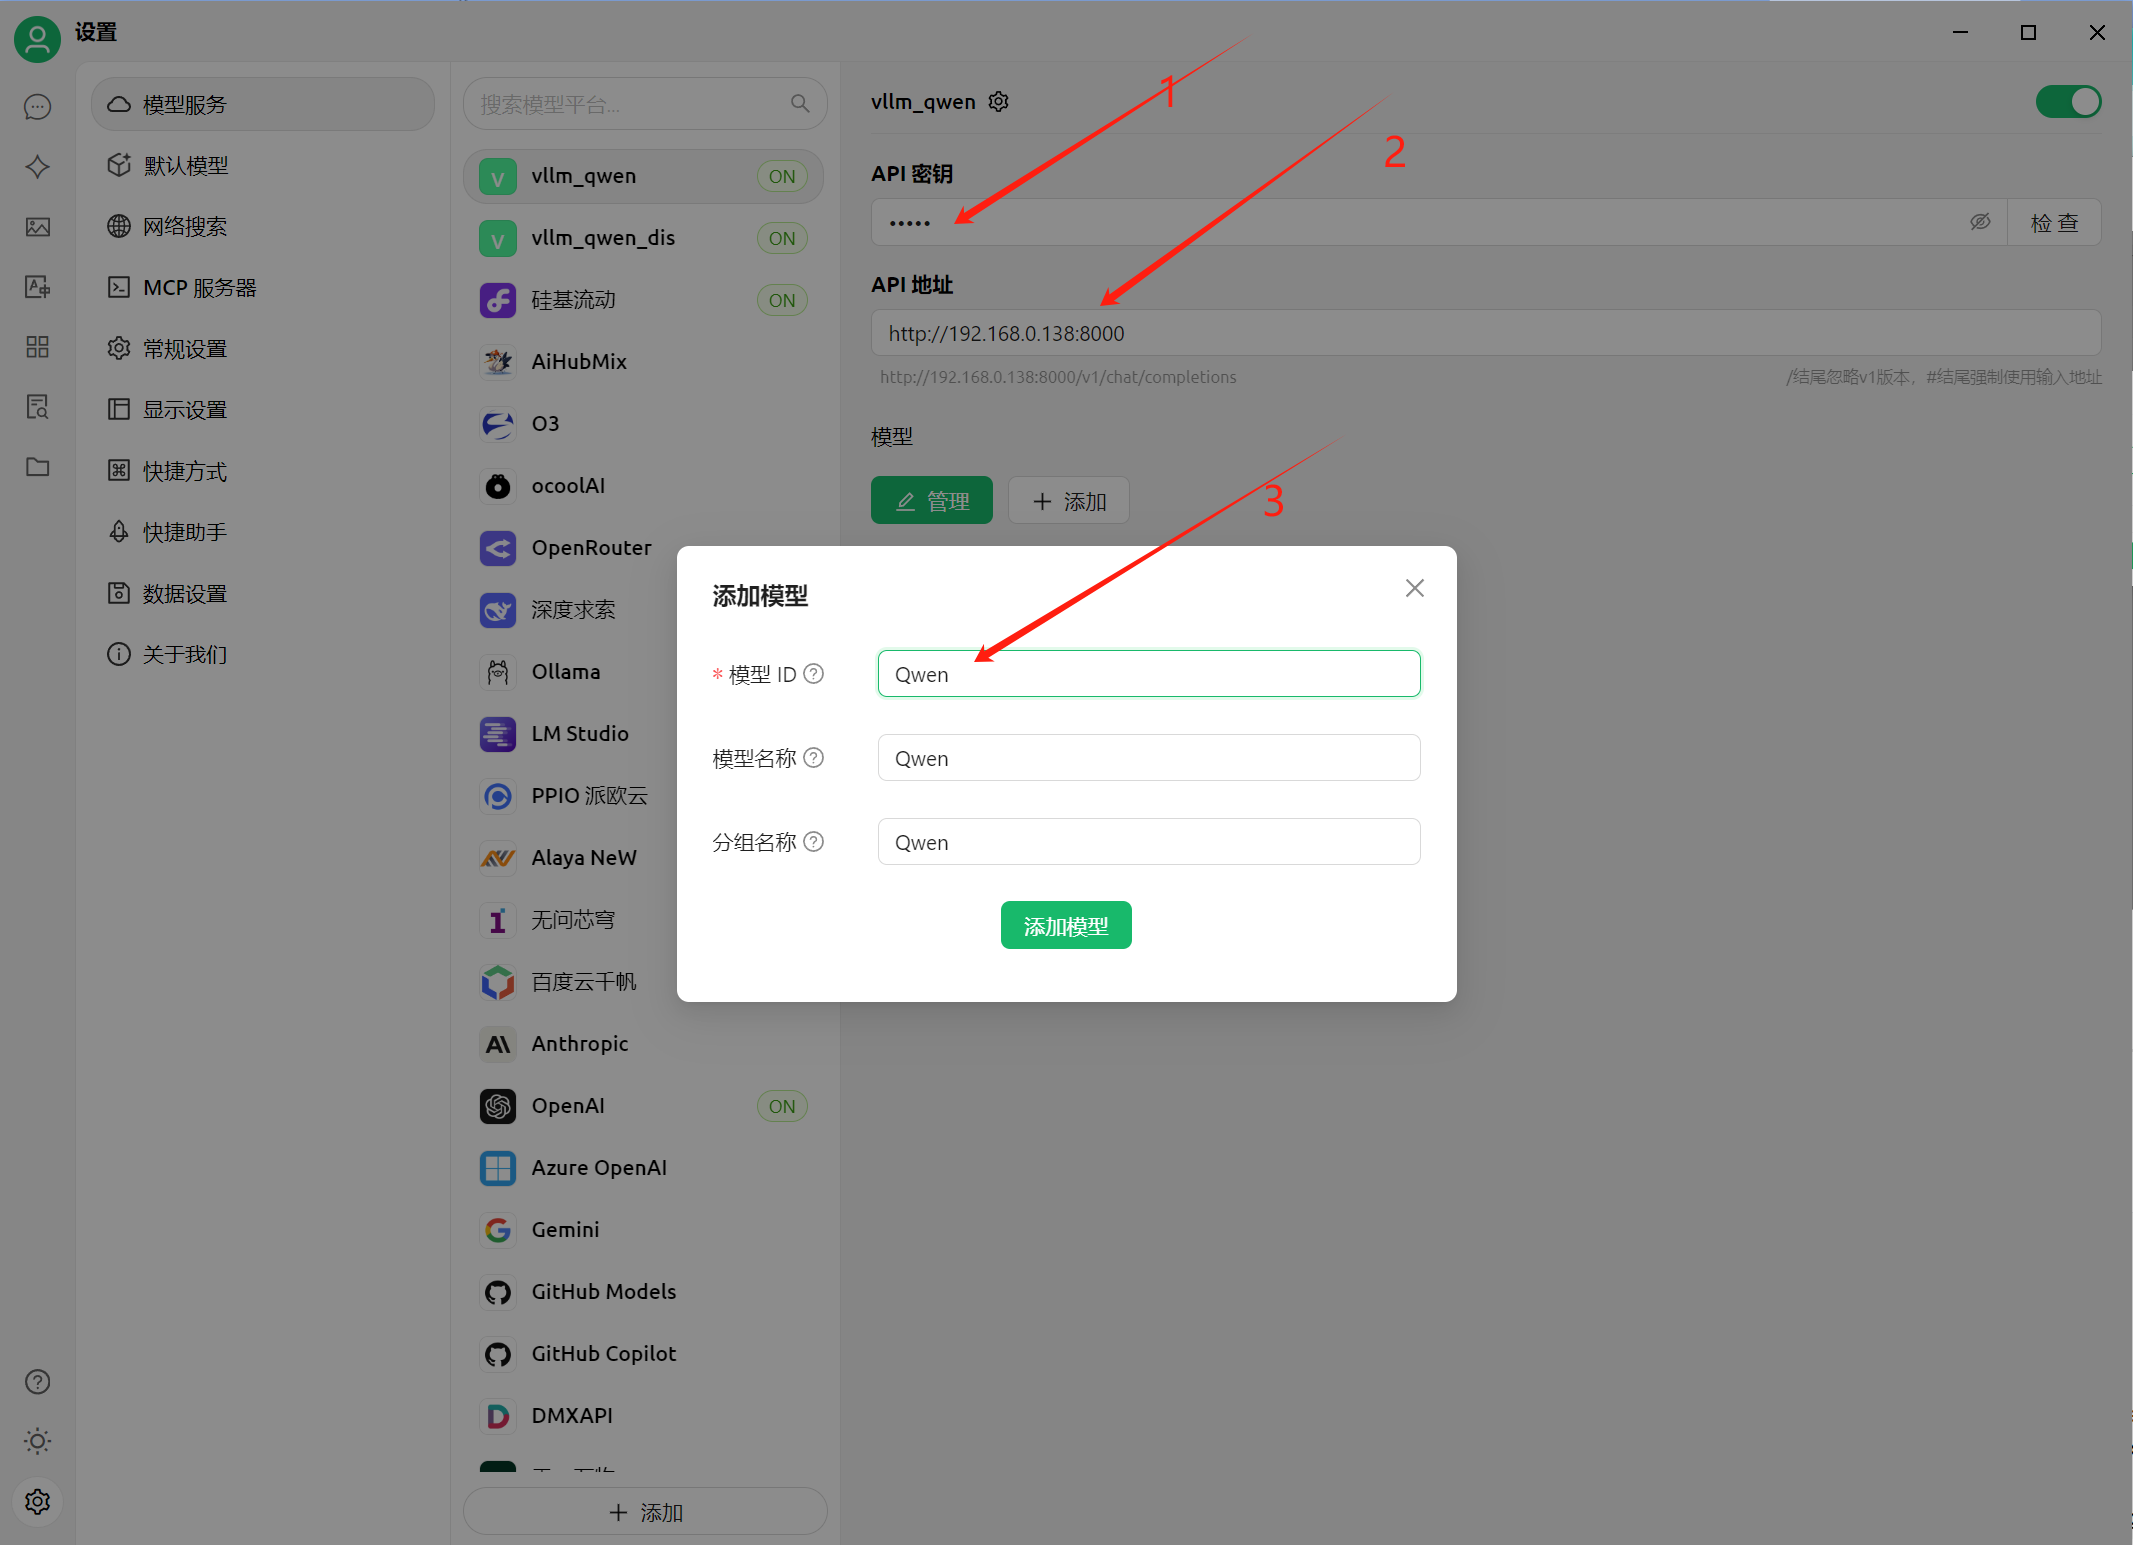 设置
模型服务
默认模型
网络搜索
MCP 服务器
常规设置
显示设置
快捷方式
快捷助手
数据设置
关于我们
搜索模型平台...
vllm_qwen
ON
vllm_qwen_dis
ON
硅基流动
ON
AiHubMix
O3
ocoolAI
OpenRouter
深度求索
Ollama
LM Studio
PPIO 派欧云
Alaya NeW
无问芯穹
百度云千帆
Anthropic
OpenAI
ON
Azure OpenAI
Gemini
GitHub Models
GitHub Copilot
DMXAPI
添加
vllm_qwen
1
2
API 密钥
•••••
检 查
API 地址
http://192.168.0.138:8000
http://192.168.0.138:8000/v1/chat/completions
/结尾忽略v1版本，#结尾强制使用输入地址
模型
管理
添加
3
添加模型
* 模型 ID
Qwen
模型名称
Qwen
分组名称
Qwen
添加模型